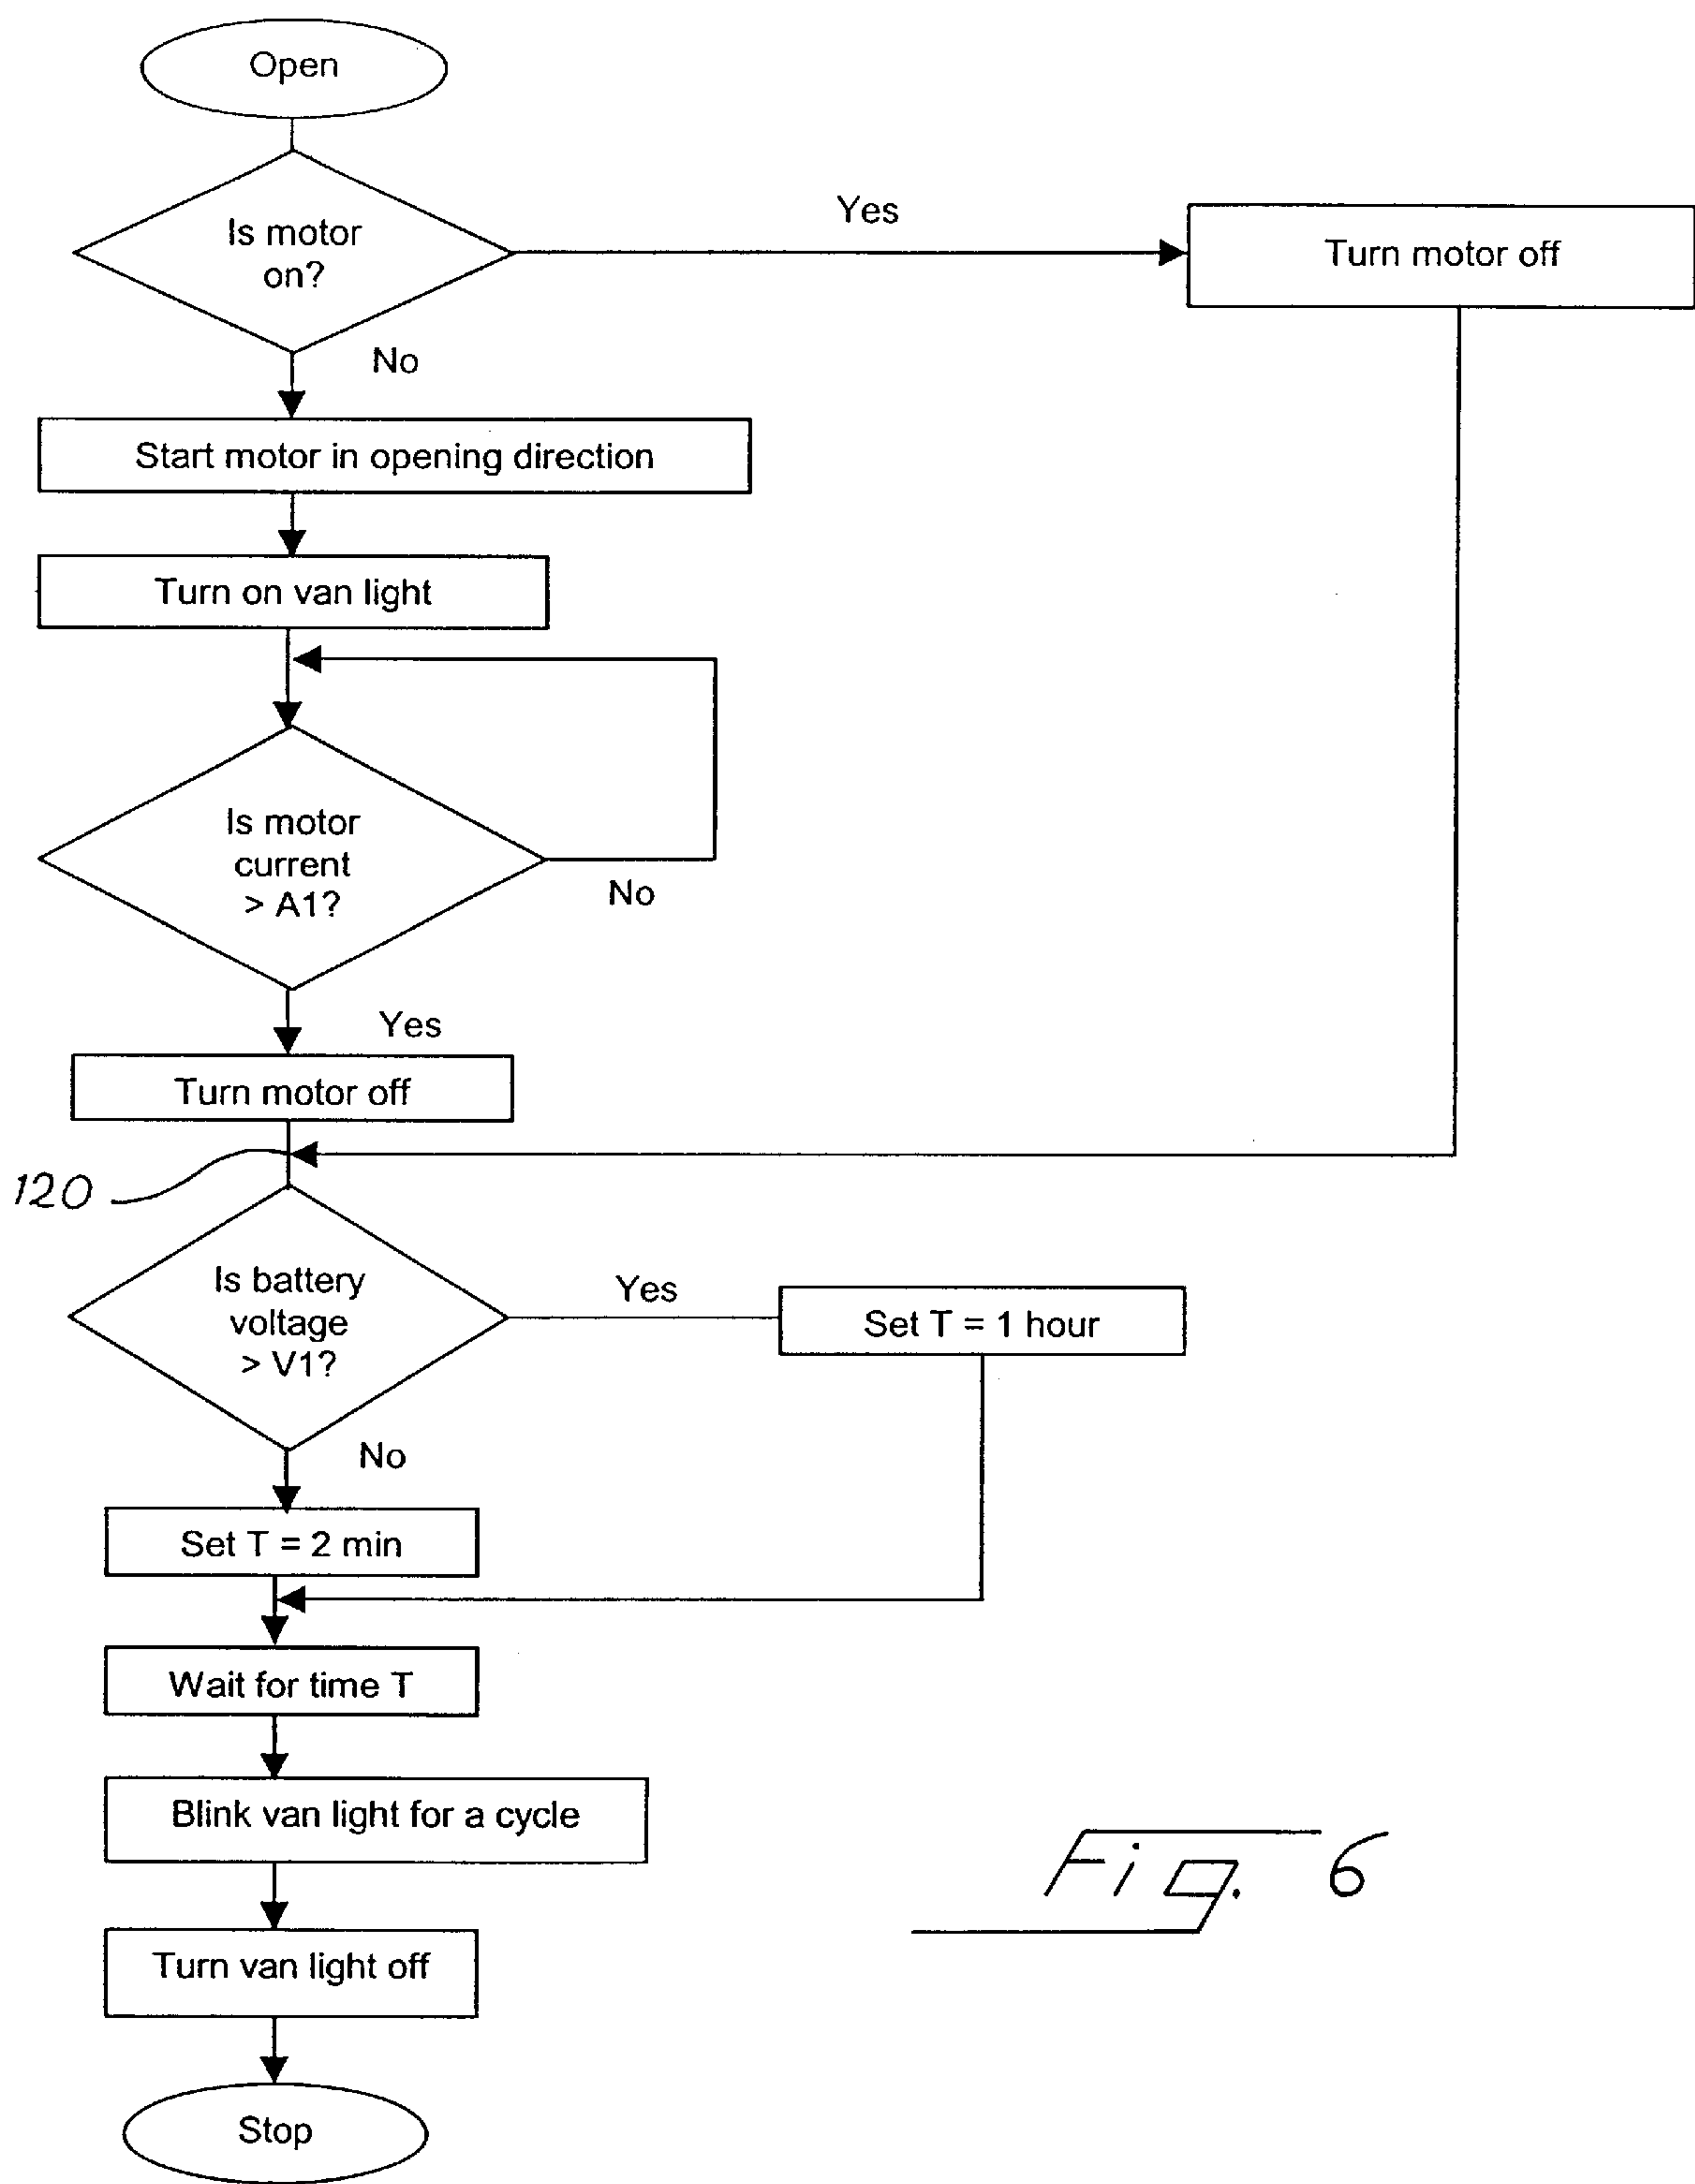 Open
Is motor
on?
Yes
Turn motor off
No
Start motor in opening direction
Turn on van light
Is motor
current
> A1?
No
Yes
Turn motor off
120
Is battery
voltage
> V1?
Yes
Set T = 1 hour
No
Set T = 2 min
Wait for time T
Blink van light for a cycle
Turn van light off
Stop
Fig. 6